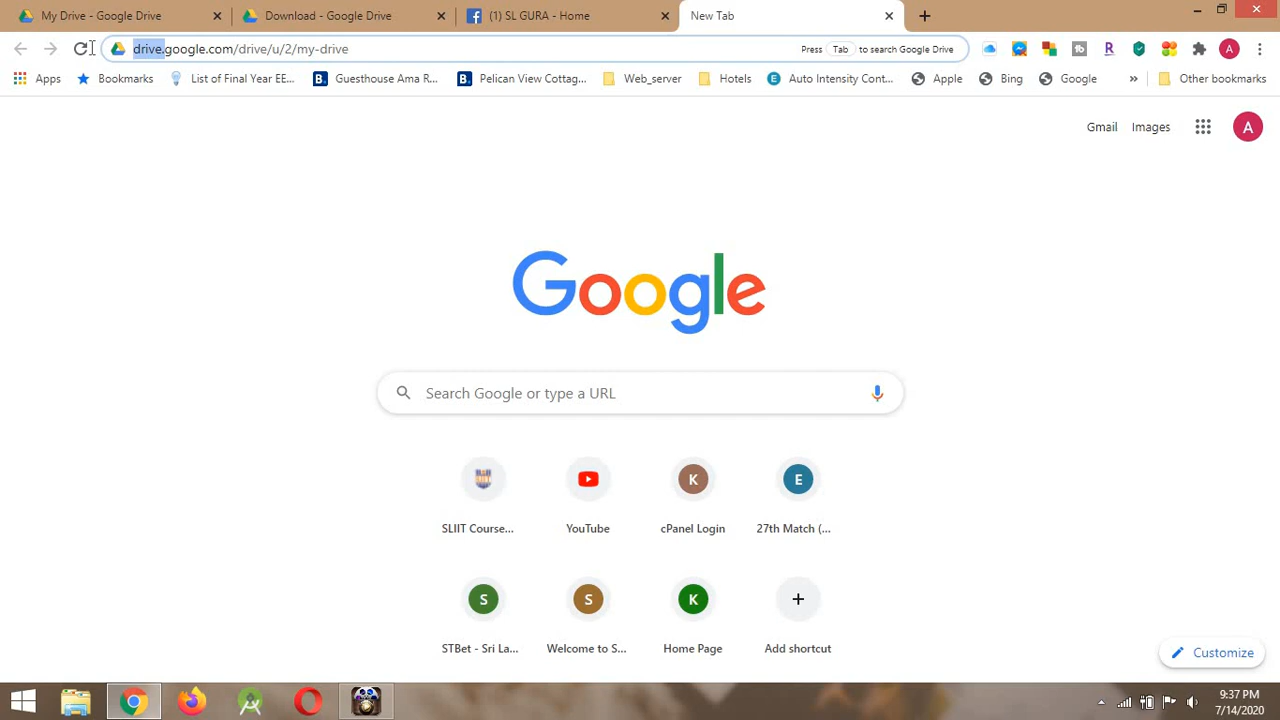 My Drive - Google Drive
Download - Google Drive
(1) SL GURA - Home
New Tab
drive.google.com/drive/u/2/my-drive
Press Tab to search Google Drive
Apps
Bookmarks
List of Final Year EE...
B. Guesthouse Ama R...
B. Pelican View Cottag...
Web_server
Hotels
E Auto Intensity Cont...
Apple
Bing
Google
»
Other bookmarks
R
A
Gmail
Images
A
Google
Search Google or type a URL
K
E
SLIIT Course...
YouTube
cPanel Login
27th Match (...
S
S
K
STBet - Sri La...
Welcome to S...
Home Page
Add shortcut
Customize
9:37 PM
7/14/2020